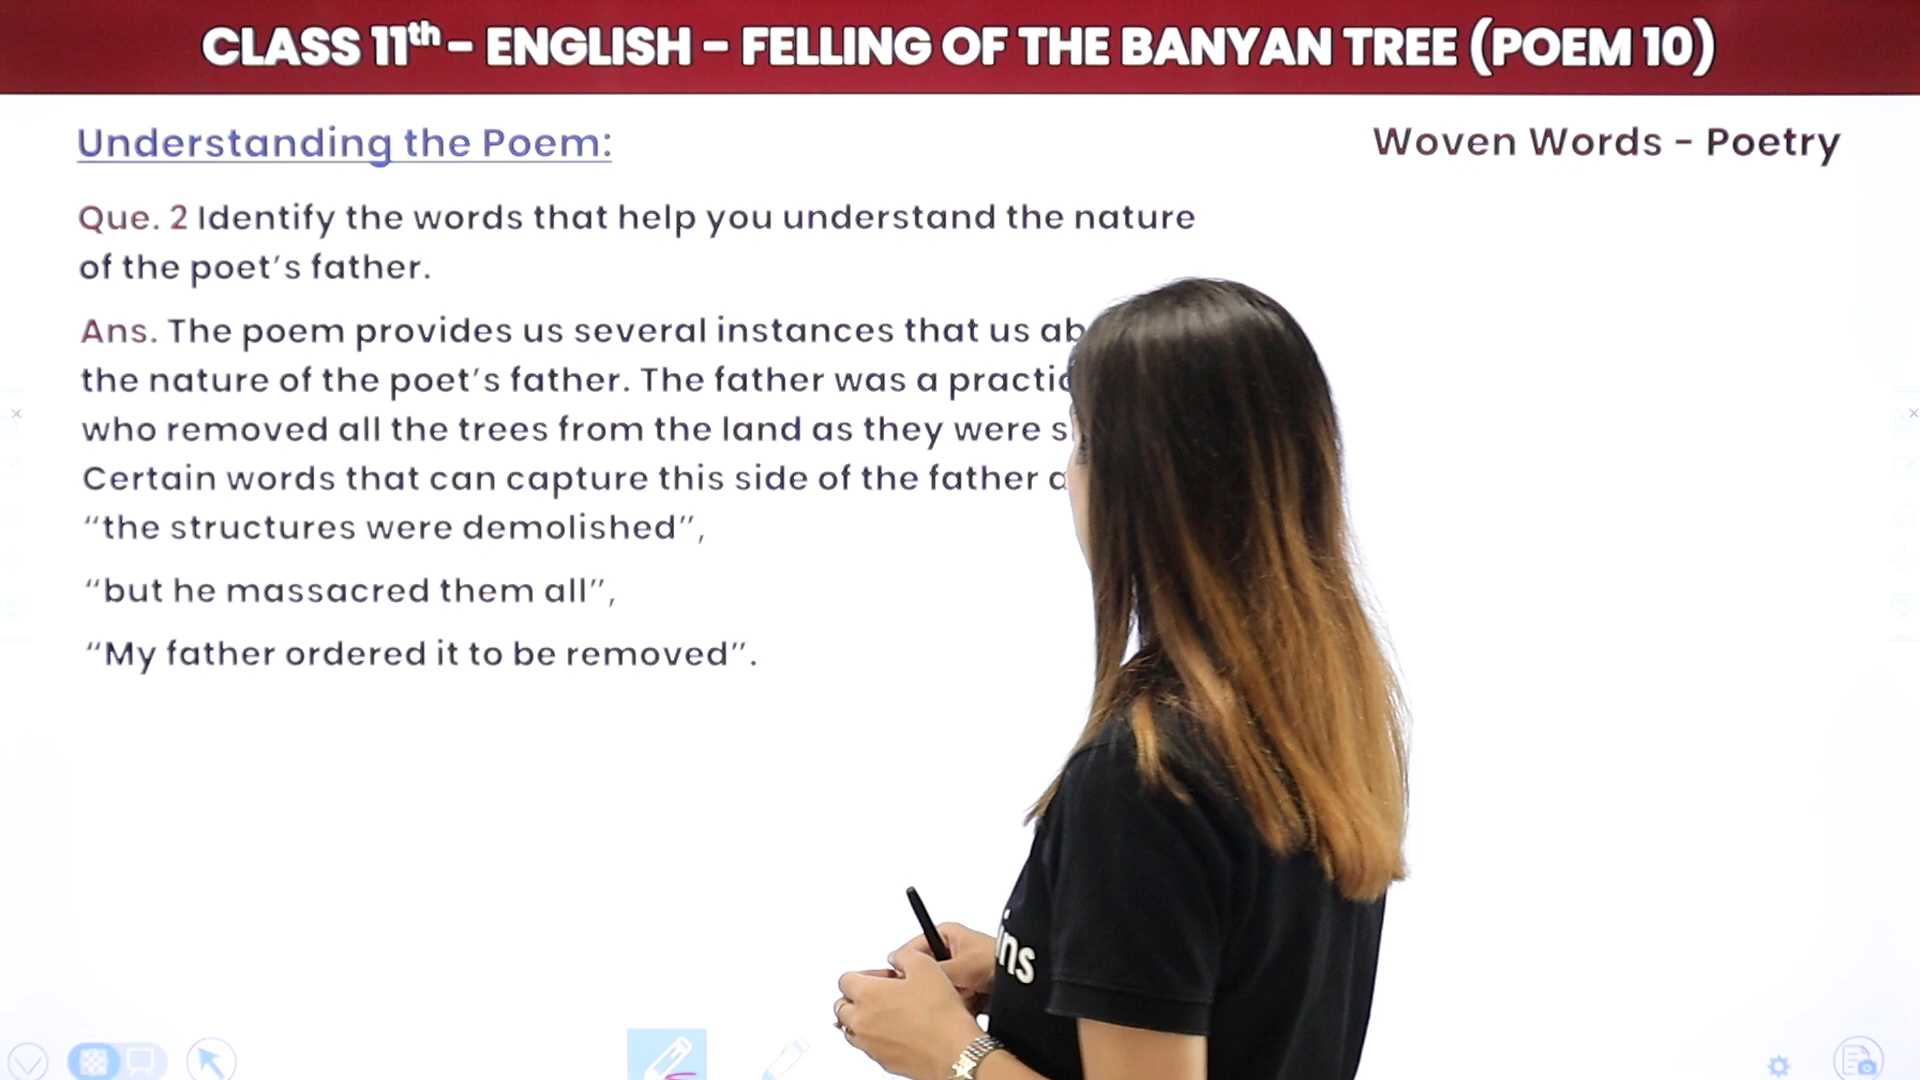 CLASS 11th – ENGLISH – FELLING OF THE BANYAN TREE (POEM 10)
Understanding the Poem:
Woven Words – Poetry
Que. 2 Identify the words that help you understand the nature
of the poet's father.
Ans. The poem provides us several instances that us
the nature of the poet's father. The father was a
who removed all the trees from the land as they were
Certain words that can capture this side of the father
“the structures were demolished”,
“but he massacred them all”,
“My father ordered it to be removed”.
ns